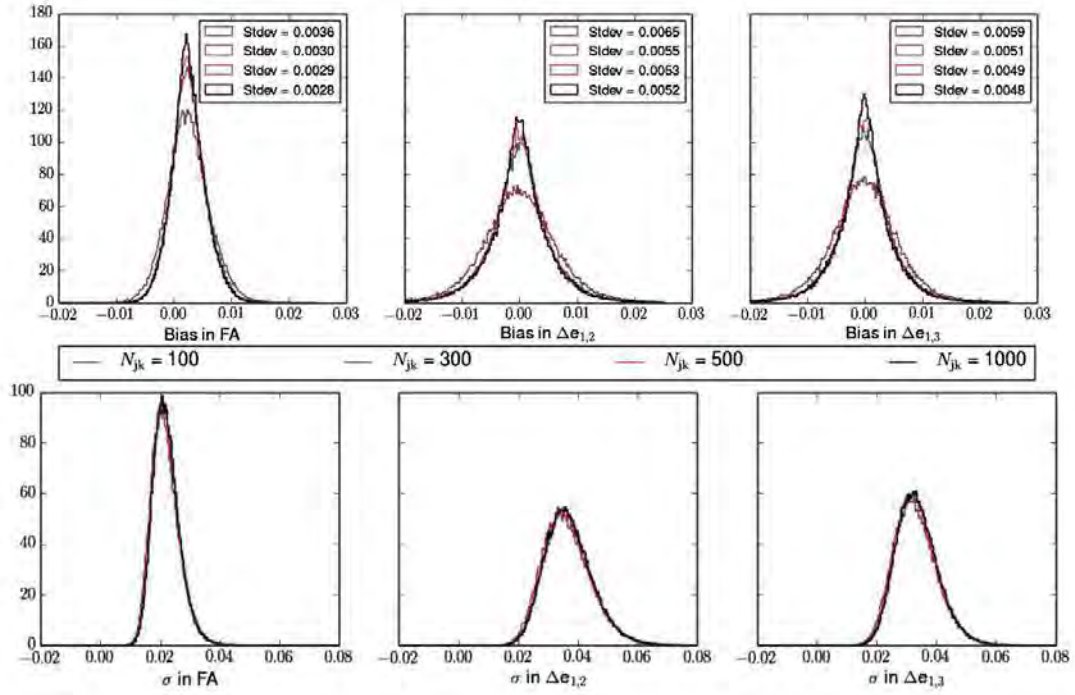 180
160
140
120
100
80
60
40
20
0
Stdev = 0.0036
Stdev = 0.0030
Stdev = 0.0029
Stdev = 0.0028
−0.02 −0.01 0.00 0.01 0.02 0.03
Bias in FA
Stdev = 0.0065
Stdev = 0.0055
Stdev = 0.0053
Stdev = 0.0052
−0.02 −0.01 0.00 0.01 0.02 0.03
Bias in Δe1,2
Stdev = 0.0059
Stdev = 0.0051
Stdev = 0.0049
Stdev = 0.0048
−0.02 −0.01 0.00 0.01 0.02 0.03
Bias in Δe1,3
Njk = 100 Njk = 300 Njk = 500 Njk = 1000
100
80
60
40
20
0
−0.02 0.00 0.02 0.04 0.06 0.08
σ in FA
−0.02 0.00 0.02 0.04 0.06 0.08
σ in Δe1,2
−0.02 0.00 0.02 0.04 0.06 0.08
σ in Δe1,3